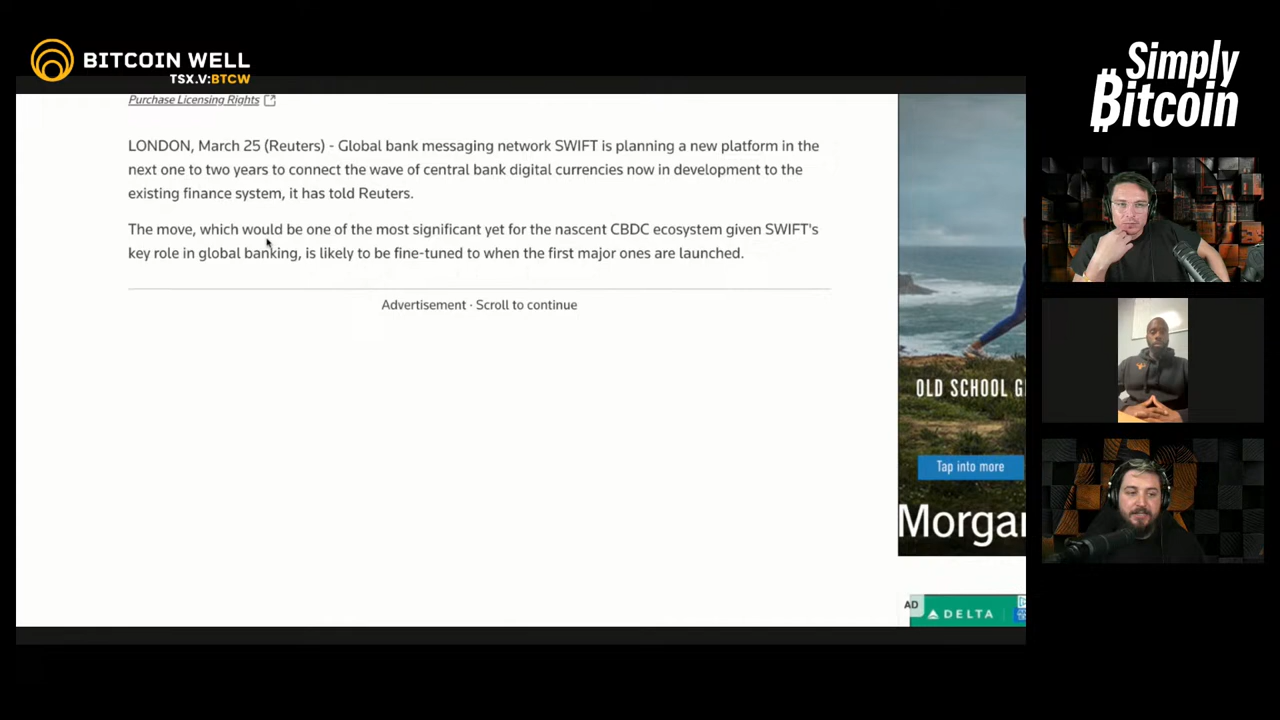 BITCOIN WELL
TSX.V:BTCW
Simply
Bitcoin
Purchase Licensing Rights
LONDON, March 25 (Reuters) - Global bank messaging network SWIFT is planning a new platform in the
next one to two years to connect the wave of central bank digital currencies now in development to the
existing finance system, it has told Reuters.
The move, which would be one of the most significant yet for the nascent CBDC ecosystem given SWIFT's
key role in global banking, is likely to be fine-tuned to when the first major ones are launched.
Advertisement · Scroll to continue
OLD SCHOOL G
Tap into more
Morgan
AD
DELTA